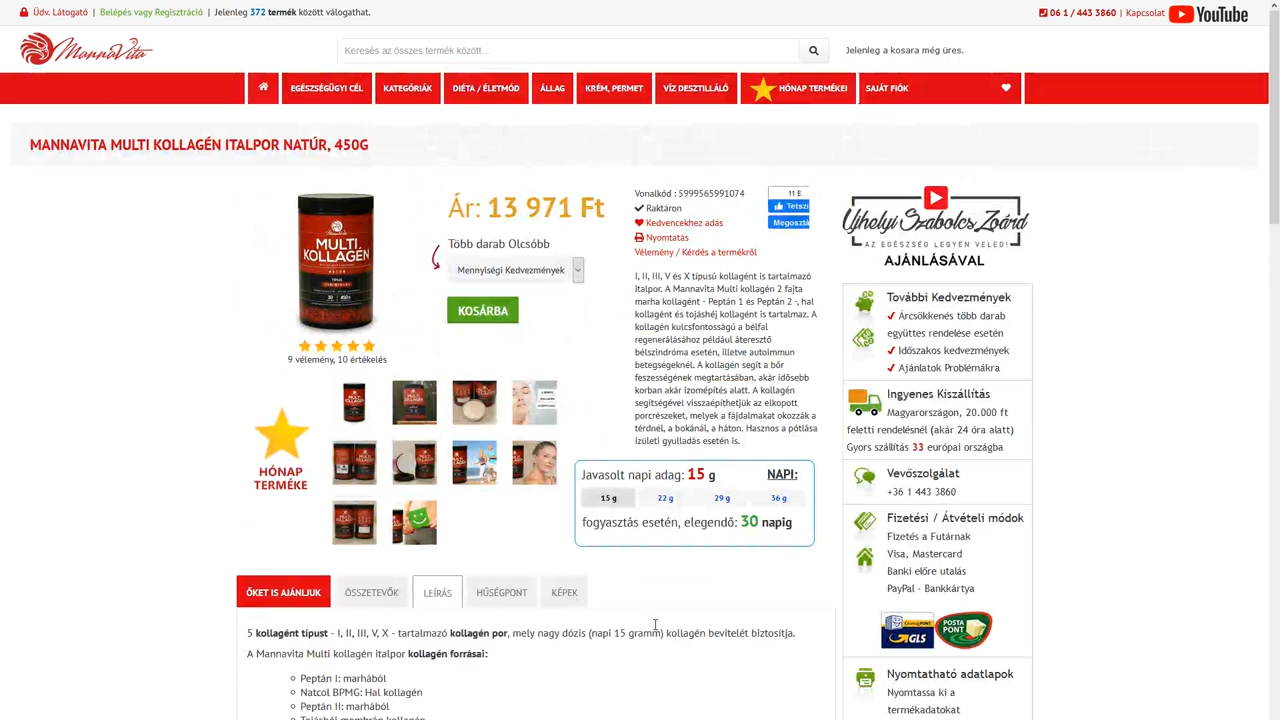 Üdv. Látogató | Belépés vagy Regisztráció | Jelenleg 372 termék között válogathat.
06 1 / 443 3860 | Kapcsolat YouTube
MannaVita
Keresés az összes termék között...
Jelenleg a kosara még üres.
EGÉSZSÉGÜGYI CÉL KATEGÓRIÁK DIÉTA / ÉLETMÓD ÁLLAG KRÉM, PERMET VÍZ DESZTILLÁLÓ HÓNAP TERMÉKEI SAJÁT FIÓK
MANNAVITA MULTI KOLLAGÉN ITALPOR NATÚR, 450G
MULTI
KOLLAGÉN
9 vélemény, 10 értékelés
HÓNAP
TERMÉKE
Ár: 13 971 Ft
Több darab Olcsóbb
Mennyiségi Kedvezmények
KOSÁRBA
Vonalkód : 5999565991074
Raktáron
Kedvencekhez adás
Nyomtatás
Vélemény / Kérdés a termékről
11 E
Tetszi
Megosztá
I, II, III, V és X típusú kollagént is tartalmazó
italpor. A Mannavita Multi kollagén 2 fajta
marha kollagént - Peptán 1 és Peptán 2 -, hal
kollagént és tojáshéj kollagént is tartalmaz. A
kollagén kulcsfontosságú a bélfal
regenerálásához például áteresztő
bélszindróma esetén, illetve autoimmun
betegségeknél. A kollagén segít a bőr
feszességének megtartásában, akár idősebb
korban akár izomépítés alatt. A kollagén
segítségével visszaépíthetjük az elkopott
porcrészeket, melyek a fájdalmakat okozzák a
térdnél, a bokánál, a háton. Hasznos a pótlása
ízületi gyulladás esetén is.
Javasolt napi adag: 15 g NAPI:
15 g 22 g 29 g 36 g
fogyasztás esetén, elegendő: 30 napig
Ujhelyi Szabolcs Zoárd
AZ EGÉSZSÉG LEGYEN VELED!
AJÁNLÁSÁVAL
További Kedvezmények
Árcsökkenés több darab
együttes rendelése esetén
Időszakos kedvezmények
Ajánlatok Problémákra
Ingyenes Kiszállítás
Magyarországon, 20.000 ft
feletti rendelésnél (akár 24 óra alatt)
Gyors szállítás 33 európai országba
Vevőszolgálat
+36 1 443 3860
Fizetési / Átvételi módok
Fizetés a Futárnak
Visa, Mastercard
Banki előre utalás
PayPal - Bankkártya
GLS POSTA PONT
Nyomtatható adatlapok
Nyomtassa ki a
termékadatokat
ŐKET IS AJÁNLJUK ÖSSZETEVŐK LEÍRÁS HŰSÉGPONT KÉPEK
5 kollagént típust - I, II, III, V, X - tartalmazó kollagén por, mely nagy dózis (napi 15 gramm) kollagén bevitelét biztosítja.
A Mannavita Multi kollagén italpor kollagén forrásai:
Peptán I: marhából
Natcol BPMG: Hal kollagén
Peptán II: marhából
Tojáshéj membrán kollagén